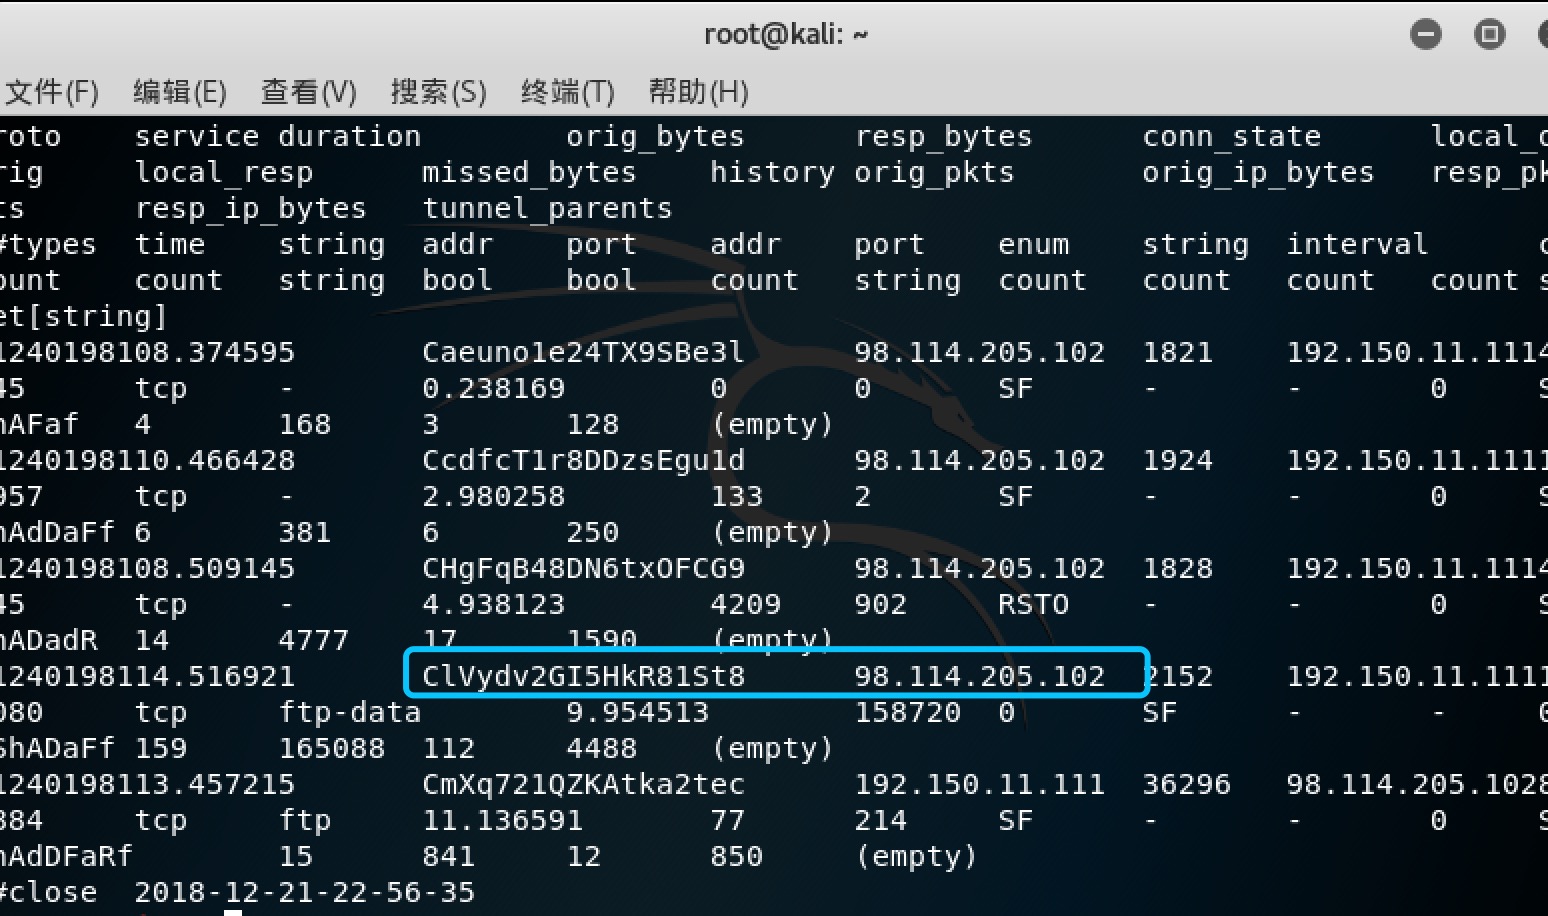 root@kali: ~
文件(F) 编辑(E) 查看(V) 搜索(S) 终端(T) 帮助(H)
roto service duration orig_bytes resp_bytes conn_state local_o
rig local_resp missed_bytes history orig_pkts orig_ip_bytes resp_pk
ts resp_ip_bytes tunnel_parents
#types time string addr port addr port enum string interval c
ount count string bool bool count string count count count count s
et[string]
1240198108.374595 Caeuno1e24TX9SBe3l 98.114.205.102 1821 192.150.11.1114
45 tcp - 0.238169 0 0 SF - - 0 S
hAFaf 4 168 3 128 (empty)
1240198110.466428 CcdfcT1r8DDzsEgu1d 98.114.205.102 1924 192.150.11.1111
957 tcp - 2.980258 133 2 SF - - 0 S
hAdDaFf 6 381 6 250 (empty)
1240198108.509145 CHgFqB48DN6txOFCG9 98.114.205.102 1828 192.150.11.1114
45 tcp - 4.938123 4209 902 RSTO - - 0 S
hADadR 14 4777 17 1590 (empty)
1240198114.516921 ClVydv2GI5HkR81St8 98.114.205.102 2152 192.150.11.1111
080 tcp ftp-data 9.954513 158720 0 SF - - 0
ShADaFf 159 165088 112 4488 (empty)
1240198113.457215 CmXq721QZKAtka2tec 192.150.11.111 36296 98.114.205.1028
884 tcp ftp 11.136591 77 214 SF - - 0 S
hAdDFaRf 15 841 12 850 (empty)
#close 2018-12-21-22-56-35